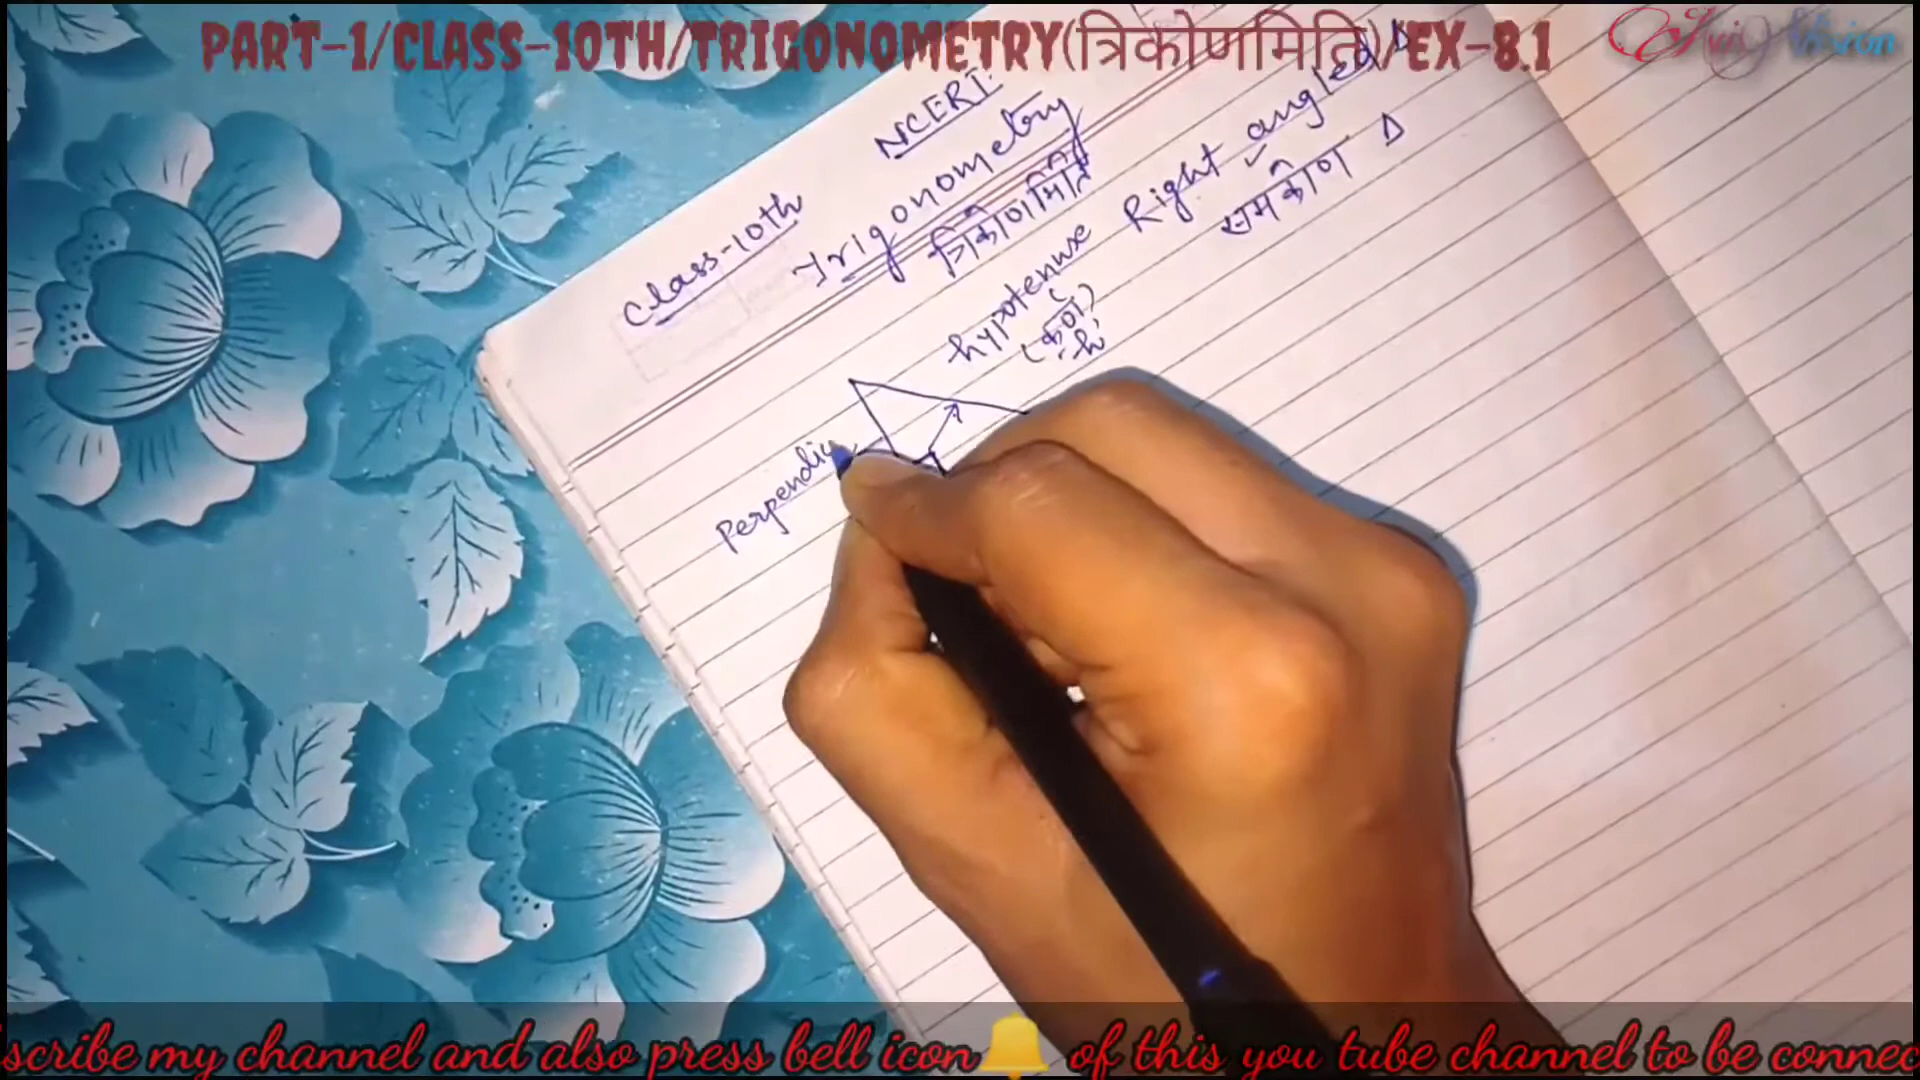 PART-1/CLASS-10TH/TRIGONOMETRY(त्रिकोणमिति)/EX-8.1
NCERT:
Class-10th
Trigonometry
त्रिकोणमिति
Right angled Δ
समकोण Δ
hypotenuse
(कर्ण)
h
Perpendicu
scribe my channel and also press bell icon🔔 of this you tube channel to be connec